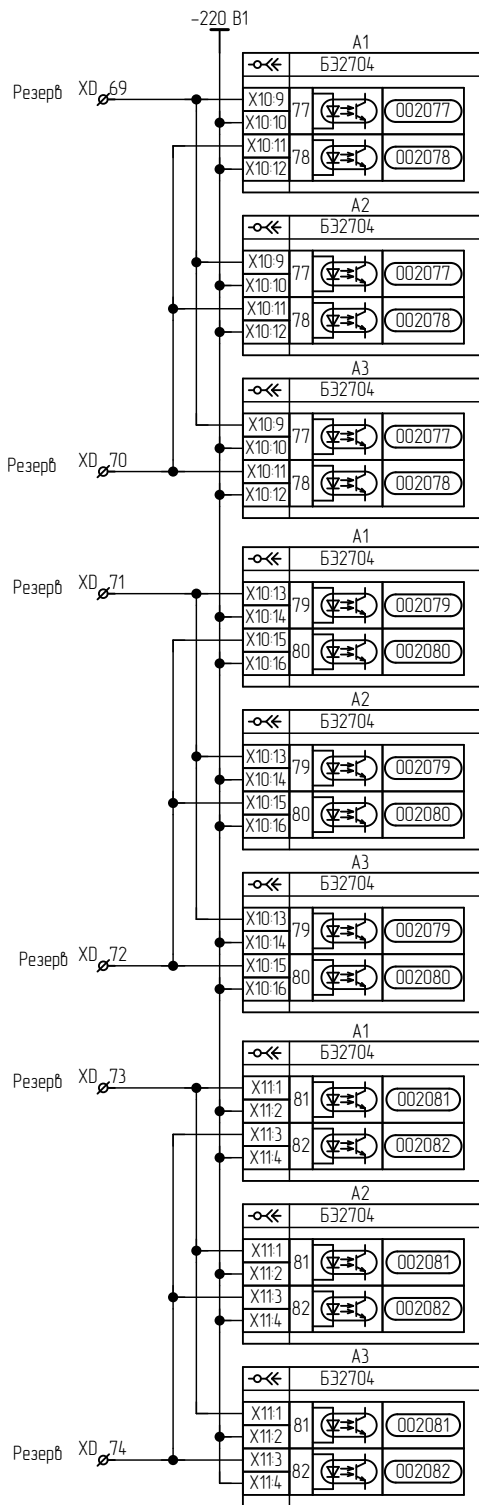 -220 В1
А1
БЭ2704
Резерв XD 69
X10:9 77 002077
X10:10
X10:11 78 002078
X10:12
А2
БЭ2704
X10:9 77 002077
X10:10
X10:11 78 002078
X10:12
А3
БЭ2704
X10:9 77 002077
X10:10
Резерв XD 70
X10:11 78 002078
X10:12
А1
БЭ2704
Резерв XD 71
X10:13 79 002079
X10:14
X10:15 80 002080
X10:16
А2
БЭ2704
X10:13 79 002079
X10:14
X10:15 80 002080
X10:16
А3
БЭ2704
X10:13 79 002079
X10:14
Резерв XD 72
X10:15 80 002080
X10:16
А1
БЭ2704
Резерв XD 73
X11:1 81 002081
X11:2
X11:3 82 002082
X11:4
А2
БЭ2704
X11:1 81 002081
X11:2
X11:3 82 002082
X11:4
А3
БЭ2704
X11:1 81 002081
X11:2
Резерв XD 74
X11:3 82 002082
X11:4